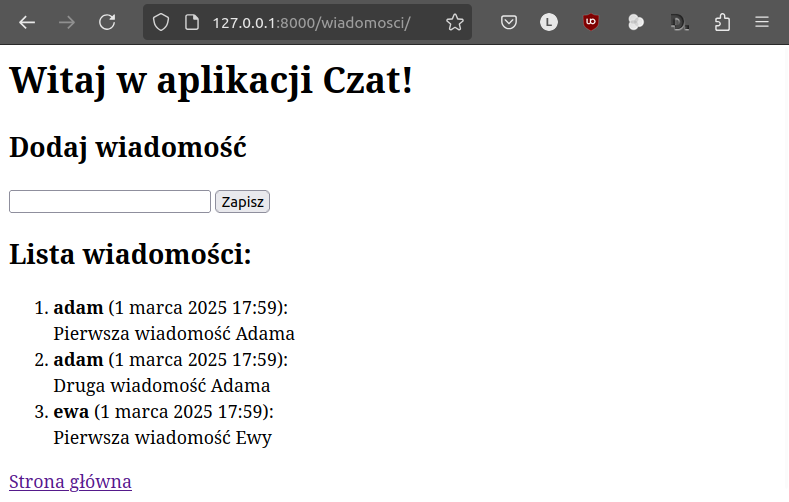 127.0.0.1:8000/wiadomosci/
L
Witaj w aplikacji Czat!
Dodaj wiadomość
Zapisz
Lista wiadomości:
1. adam (1 marca 2025 17:59):
Pierwsza wiadomość Adama
2. adam (1 marca 2025 17:59):
Druga wiadomość Adama
3. ewa (1 marca 2025 17:59):
Pierwsza wiadomość Ewy
Strona główna